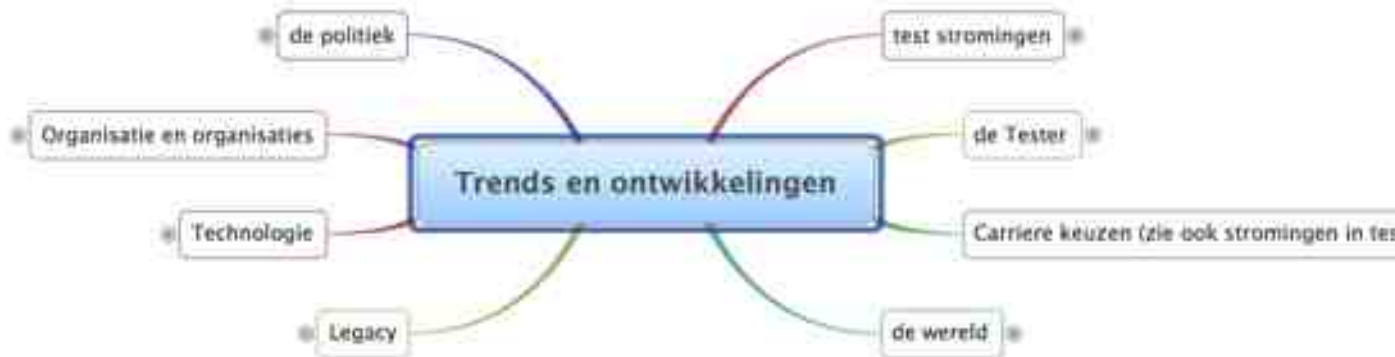 de politiek
test stromingen
Organisatie en organisaties
de Tester
Trends en ontwikkelingen
Technologie
Carriere keuzen (zie ook stromingen in
Legacy
de wereld